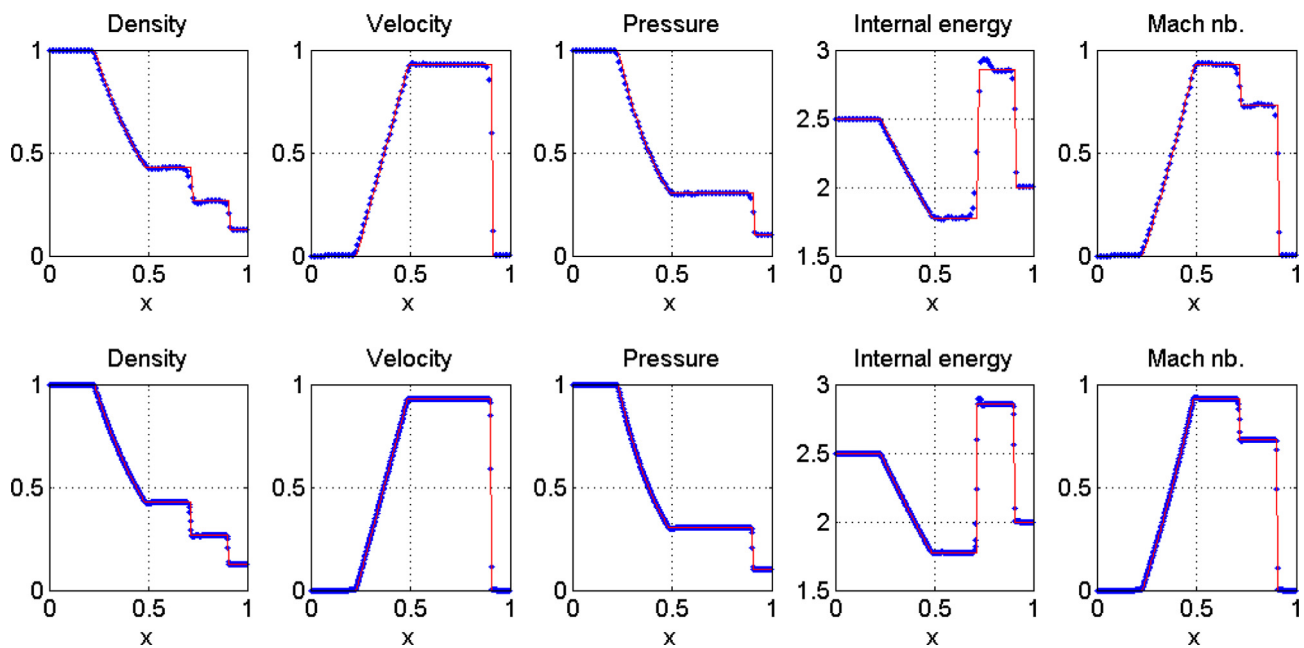 Density Velocity Pressure Internal energy Mach nb.
1 1 1 3 1
2.5
0.5 0.5 0.5 0.5
2
0 0 0 1.5 0
0 0.5 1 0 0.5 1 0 0.5 1 0 0.5 1 0 0.5 1
x x x x x
Density Velocity Pressure Internal energy Mach nb.
1 1 1 3 1
2.5
0.5 0.5 0.5 0.5
2
0 0 0 1.5 0
0 0.5 1 0 0.5 1 0 0.5 1 0 0.5 1 0 0.5 1
x x x x x